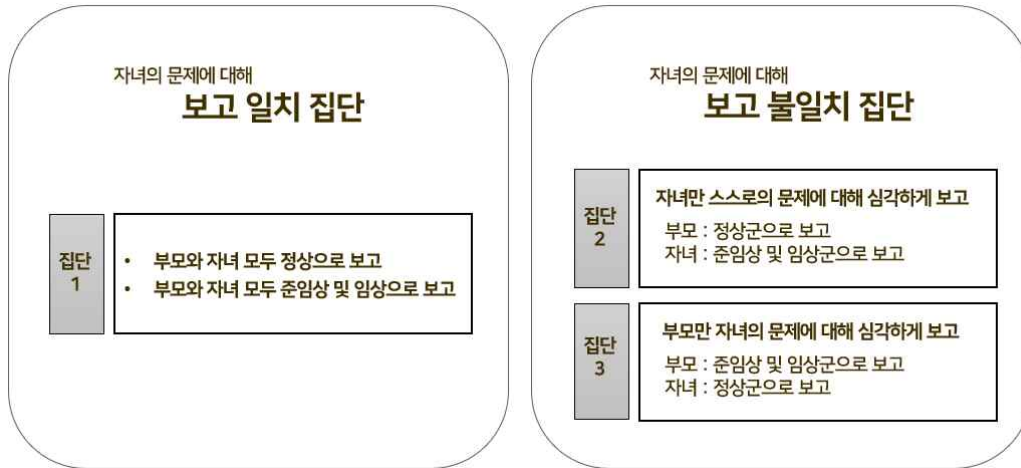 자녀의 문제에 대해
보고 일치 집단
집단
1
• 부모와 자녀 모두 정상으로 보고
• 부모와 자녀 모두 준임상 및 임상으로 보고
자녀의 문제에 대해
보고 불일치 집단
집단
2
자녀만 스스로의 문제에 대해 심각하게 보고
부모 : 정상군으로 보고
자녀 : 준임상 및 임상군으로 보고
집단
3
부모만 자녀의 문제에 대해 심각하게 보고
부모 : 준임상 및 임상군으로 보고
자녀 : 정상군으로 보고